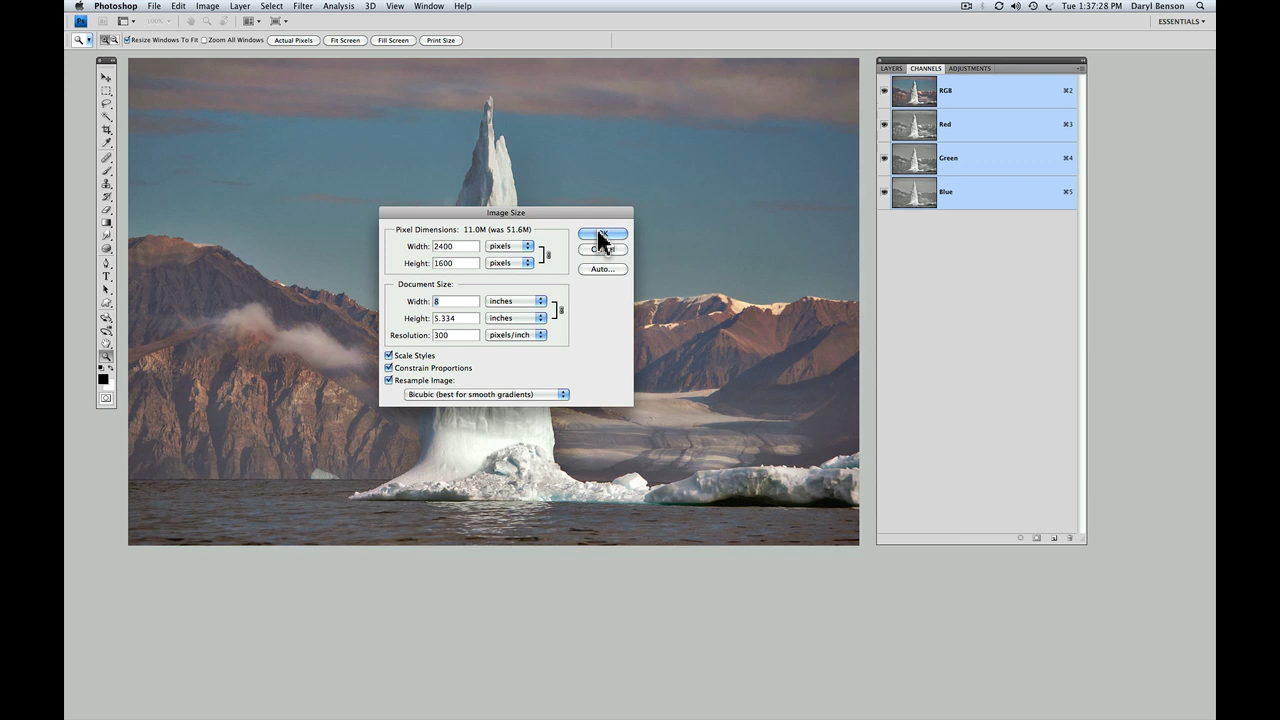 Photoshop File Edit Image Layer Select Filter Analysis 3D View Window Help Tue 1:37:28 PM Daryl Benson
Ps 100% ESSENTIALS
Resize Windows To Fit Zoom All Windows Actual Pixels Fit Screen Fill Screen Print Size
LAYERS CHANNELS ADJUSTMENTS
RGB ⌘2
Red ⌘3
Green ⌘4
Blue ⌘5
Image Size
Pixel Dimensions: 11.0M (was 51.6M)
Width: 2400 pixels
Height: 1600 pixels
Auto...
Document Size:
Width: 8 inches
Height: 5.334 inches
Resolution: 300 pixels/inch
Scale Styles
Constrain Proportions
Resample Image:
Bicubic (best for smooth gradients)